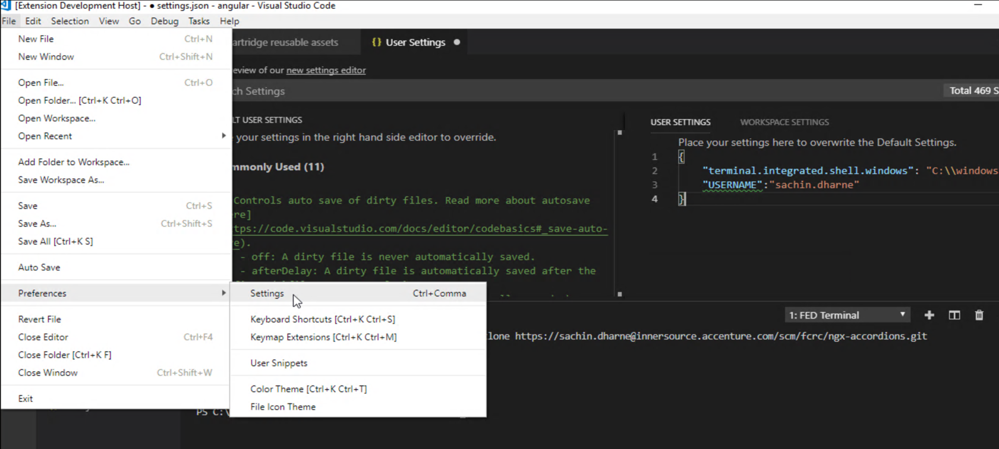 [Extension Development Host] - ● settings.json - angular - Visual Studio Code
File Edit Selection View Go Debug Tasks Help
New File Ctrl+N
New Window Ctrl+Shift+N
Open File... Ctrl+O
Open Folder... [Ctrl+K Ctrl+O]
Open Workspace...
Open Recent
Add Folder to Workspace...
Save Workspace As...
Save Ctrl+S
Save As... Ctrl+Shift+S
Save All [Ctrl+K S]
Auto Save
Preferences
Revert File
Close Editor Ctrl+F4
Close Folder [Ctrl+K F]
Close Window Ctrl+Shift+W
Exit
Settings Ctrl+Comma
Keyboard Shortcuts [Ctrl+K Ctrl+S]
Keymap Extensions [Ctrl+K Ctrl+M]
User Snippets
Color Theme [Ctrl+K Ctrl+T]
File Icon Theme
artridge reusable assets
{} User Settings ●
eview of our new settings editor
ch Settings
Total 469 S
LT USER SETTINGS
your settings in the right hand side editor to override.
mmonly Used (11)
Controls auto save of dirty files. Read more about autosave
re]
tps://code.visualstudio.com/docs/editor/codebasics#_save-auto-
e).
- off: A dirty file is never automatically saved.
- afterDelay: A dirty file is automatically saved after the
USER SETTINGS WORKSPACE SETTINGS
Place your settings here to overwrite the Default Settings.
1 {
2 "terminal.integrated.shell.windows": "C:\\windows
3 "USERNAME":"sachin.dharne"
4 }
1: FED Terminal
lone https://sachin.dharne@innersource.accenture.com/scm/fcrc/ngx-accordions.git
PS C:\